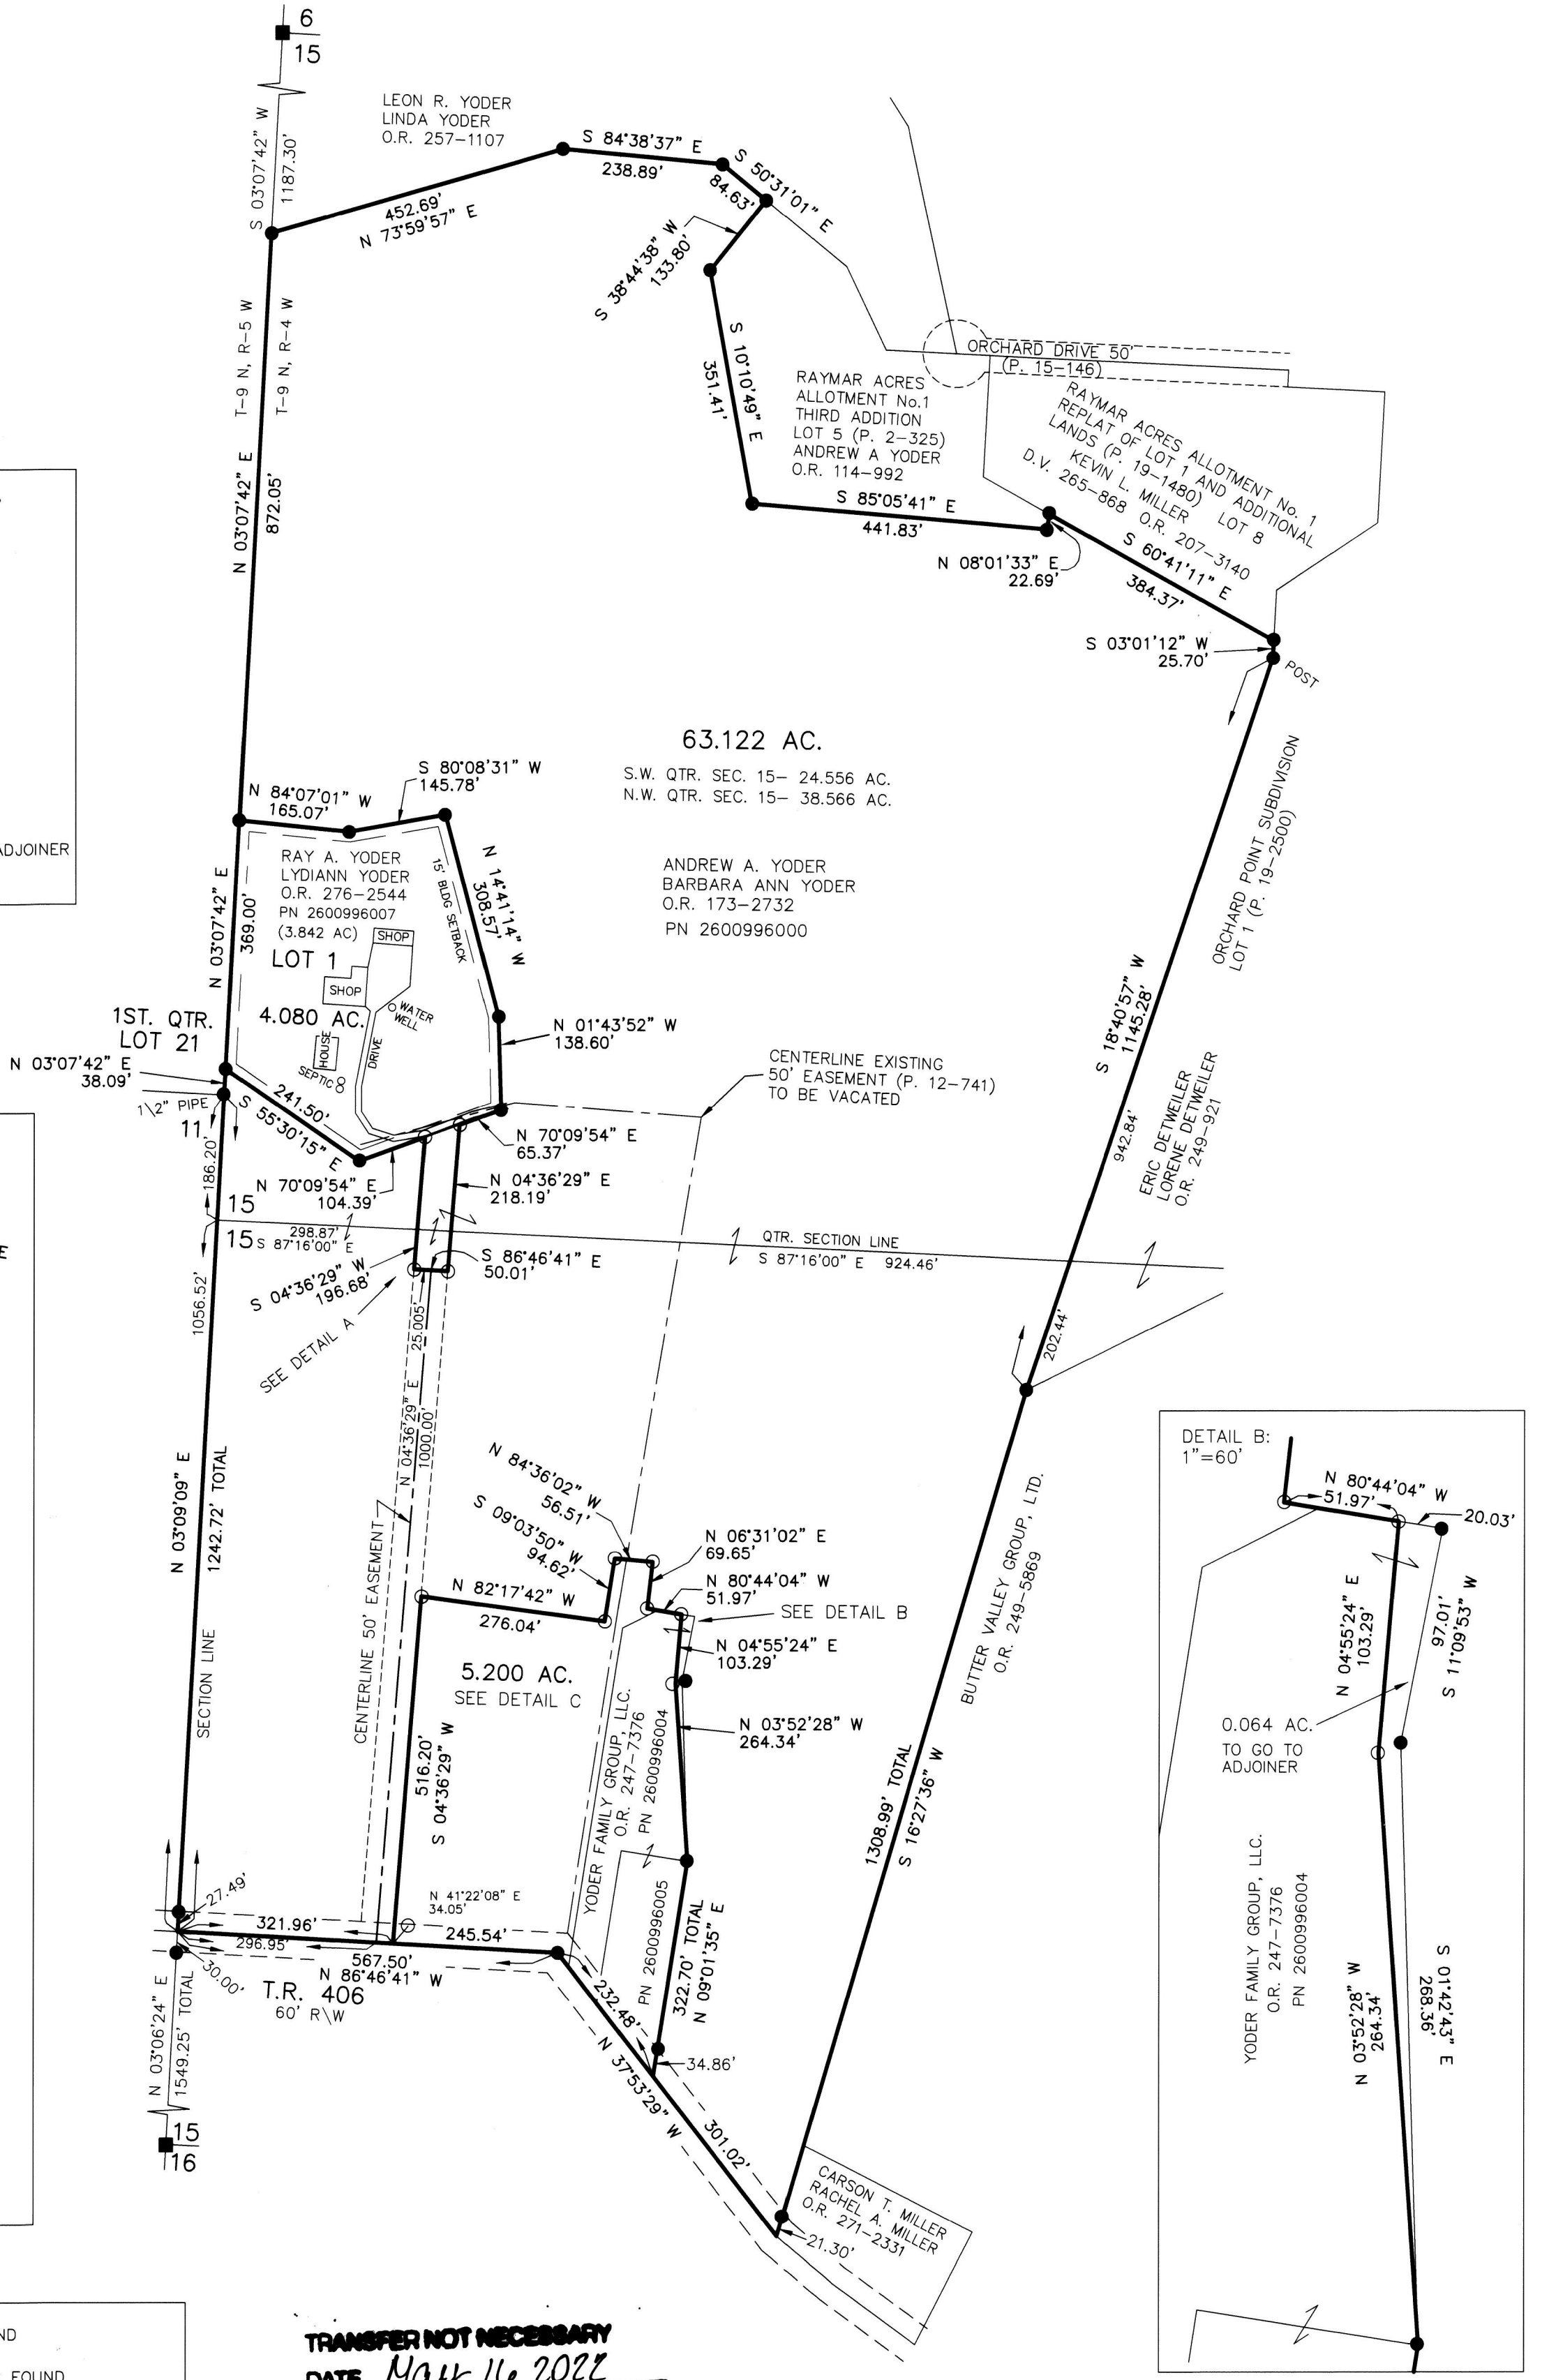 6
15
S 03°07'42" W
1187.30'
LEON R. YODER
LINDA YODER
O.R. 257-1107
S 84°38'37" E
238.89'
S 50°31'01" E
84.63'
452.69'
N 73°59'57" E
S 38°44'38" W
133.80'
T-9 N, R-5 W
T-9 N, R-4 W
N 03°07'42" E
872.05'
S 10°10'49" E
351.41'
ORCHARD DRIVE 50'
(P. 15-146)
RAYMAR ACRES
ALLOTMENT No.1
THIRD ADDITION
LOT 5 (P. 2-325)
ANDREW A YODER
O.R. 114-992
RAYMAR ACRES ALLOTMENT No. 1
REPLAT OF LOT 1 AND ADDITIONAL
LANDS (P. 19-1480) LOT 8
KEVIN L. MILLER
D.V. 265-868 O.R. 207-3140
S 85°05'41" E
441.83'
N 08°01'33" E
22.69'
S 60°41'11" E
384.37'
S 03°01'12" W
25.70'
POST
63.122 AC.
S.W. QTR. SEC. 15- 24.556 AC.
N.W. QTR. SEC. 15- 38.566 AC.
ANDREW A. YODER
BARBARA ANN YODER
O.R. 173-2732
PN 2600996000
ORCHARD POINT SUBDIVISION
LOT 1 (P. 19-2500)
S 18°40'57" W
1145.28'
942.84'
ERIC DETWEILER
LORENE DETWEILER
O.R. 249-921
ADJOINER
S 80°08'31" W
145.78'
N 84°07'01" W
165.07'
RAY A. YODER
LYDIANN YODER
O.R. 276-2544
PN 2600996007
(3.842 AC)
SHOP
LOT 1
SHOP
4.080 AC.
WATER
WELL
HOUSE
DRIVE
SEPTIC
15' BLDG SETBACK
N 14°41'14" W
308.57'
N 03°07'42" E
369.00'
1ST. QTR.
LOT 21
N 03°07'42" E
38.09'
1\2" PIPE
11
186.20'
241.50'
S 55°30'15" E
N 01°43'52" W
138.60'
CENTERLINE EXISTING
50' EASEMENT (P. 12-741)
TO BE VACATED
N 70°09'54" E
65.37'
N 70°09'54" E
104.39'
N 04°36'29" E
218.19'
15
15
298.87'
S 87°16'00" E
QTR. SECTION LINE
S 87°16'00" E 924.46'
S 86°46'41" E
50.01'
S 04°36'29" W
196.68'
SEE DETAIL A
25.005'
202.44'
1056.52'
N 04°36'29" E
1000.00'
N 03°09'09" E
1242.72' TOTAL
SECTION LINE
CENTERLINE 50' EASEMENT
N 84°36'02" W
56.51'
S 09°03'50" W
94.62'
N 06°31'02" E
69.65'
N 80°44'04" W
51.97'
SEE DETAIL B
N 82°17'42" W
276.04'
N 04°55'24" E
103.29'
5.200 AC.
SEE DETAIL C
N 03°52'28" W
264.34'
516.20'
S 04°36'29" W
YODER FAMILY GROUP, LLC.
O.R. 247-7376
PN 2600996004
BUTTER VALLEY GROUP, LTD.
O.R. 249-5869
1308.99' TOTAL
S 16°27'36" W
27.49'
N 41°22'08" E
34.05'
321.96'
245.54'
296.95'
567.50'
N 86°46'41" W
30.00'
T.R. 406
60' R\W
N 03°06'24" E
1549.25' TOTAL
15
16
PN 2600996005
322.70' TOTAL
N 09°01'35" E
232.48'
34.86'
N 37°53'29" W
301.02'
21.30'
CARSON T. MILLER
RACHEL A. MILLER
O.R. 271-2331
DETAIL B:
1"=60'
N 80°44'04" W
51.97'
20.03'
N 04°55'24" E
103.29'
97.01'
S 11°09'53" W
0.064 AC.
TO GO TO
ADJOINER
YODER FAMILY GROUP, LLC.
O.R. 247-7376
PN 2600996004
N 03°52'28" W
264.34'
S 01°42'43" E
268.36'
TRANSFER NOT NECESSARY
DATE May 16 2022
FOUND